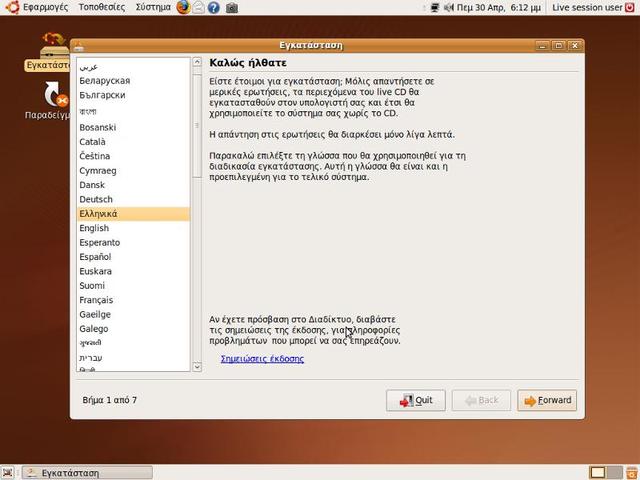 Εφαρμογές Τοποθεσίες Σύστημα Πεμ 30 Απρ, 6:12 μμ Live session user
Εγκατάσταση
Εγκατάστ
Παραδείγμ
Καλώς ήλθατε
عربي
Беларуская
Български
বাংলা
Bosanski
Català
Čeština
Cymraeg
Dansk
Deutsch
Ελληνικά
English
Esperanto
Español
Euskara
Suomi
Français
Gaeilge
Galego
ગુજરાતી
עברית
Είστε έτοιμοι για εγκατάσταση; Μόλις απαντήσετε σε
μερικές ερωτήσεις, τα περιεχόμενα του live CD θα
εγκατασταθούν στον υπολογιστή σας και έτσι θα
χρησιμοποιείτε το σύστημα σας χωρίς το CD.
Η απάντηση στις ερωτήσεις θα διαρκέσει μόνο λίγα λεπτά.
Παρακαλώ επιλέξτε τη γλώσσα που θα χρησιμοποιηθεί για τη
διαδικασία εγκατάστασης. Αυτή η γλώσσα θα είναι και η
προεπιλεγμένη για το τελικό σύστημα.
Αν έχετε πρόσβαση στο Διαδίκτυο, διαβάστε
τις σημειώσεις της έκδοσης, για πληροφορίες
προβλημάτων που μπορεί να σας επηρεάζουν.
Σημειώσεις έκδοσης
Βήμα 1 από 7
Quit
Back
Forward
Εγκατάσταση